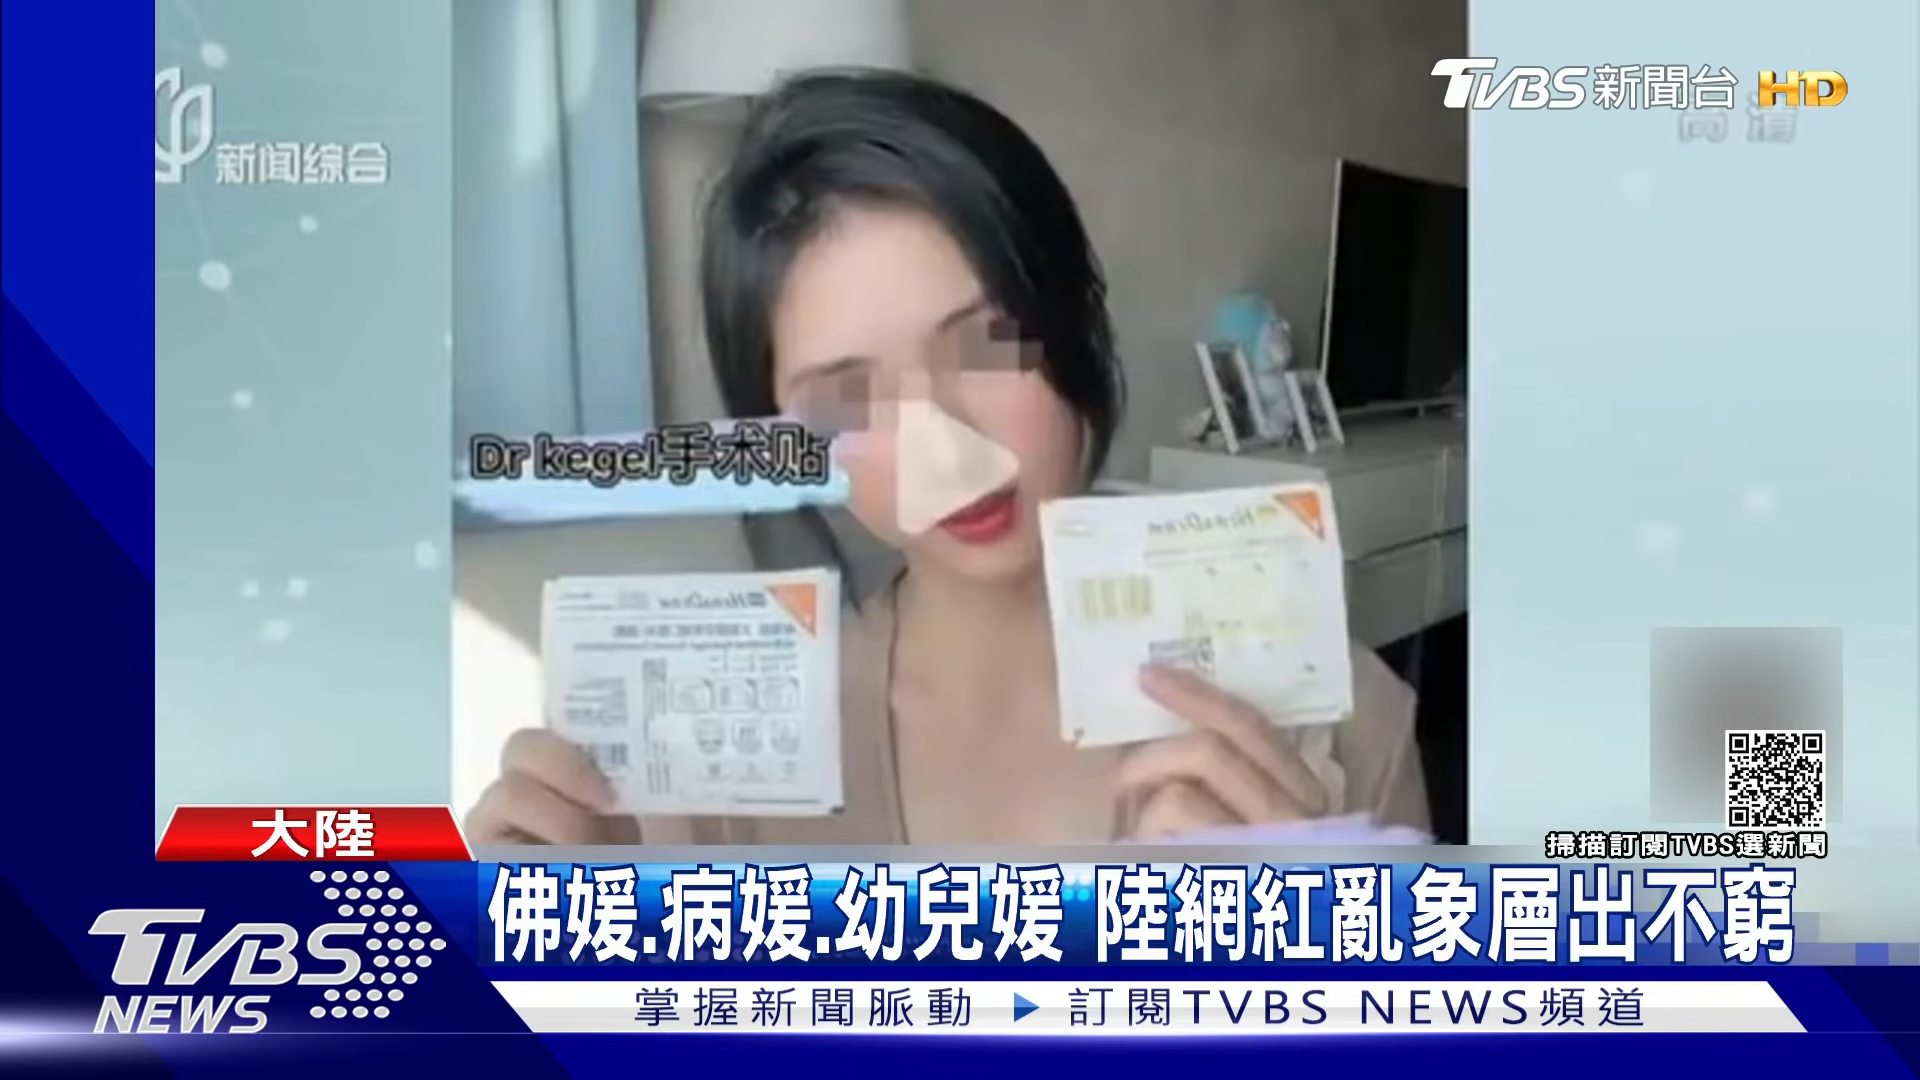 TVBS新聞台 HD
高清
新闻综合
Dr kegel手术贴
大陸
掃描訂閱TVBS選新聞
佛媛.病媛.幼兒媛 陸網紅亂象層出不窮
TVBS
NEWS
掌握新聞脈動 ▶ 訂閱TVBS NEWS頻道